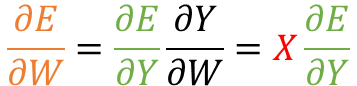 ∂E/∂W = ∂E/∂Y ∂Y/∂W = X ∂E/∂Y